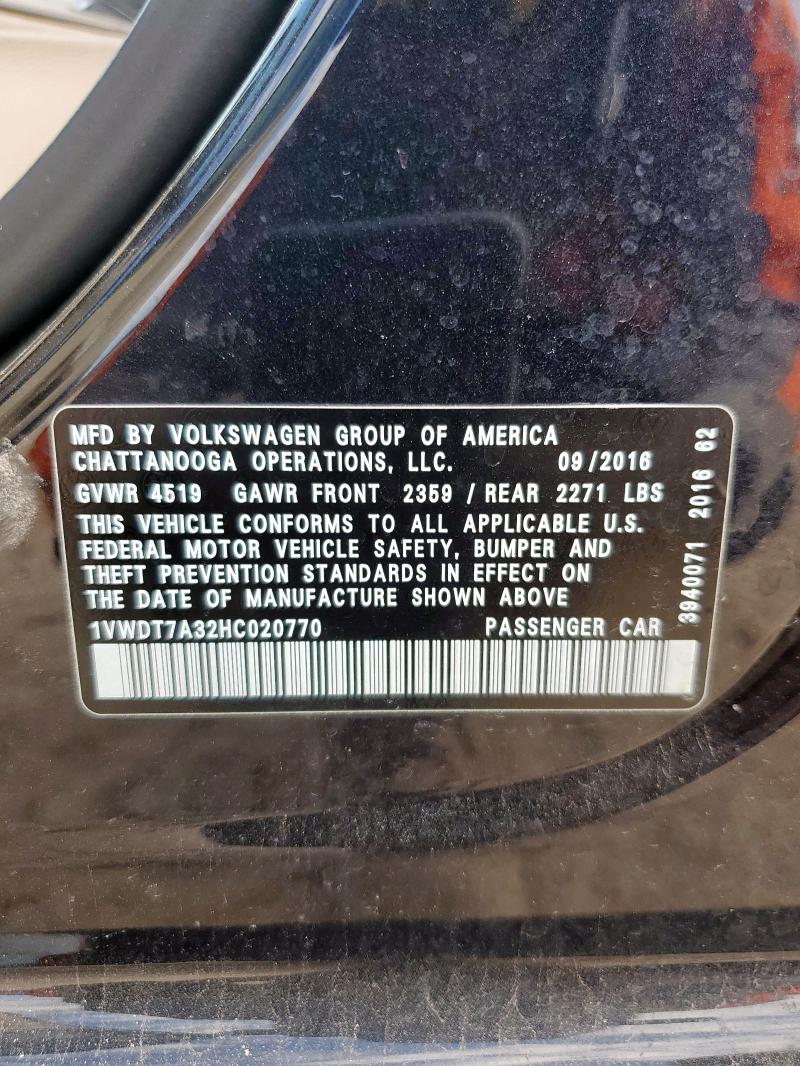 MFD BY VOLKSWAGEN GROUP OF AMERICA
CHATTANOOGA OPERATIONS, LLC. 09/2016
GVWR 4519 GAWR FRONT 2359 / REAR 2271 LBS
THIS VEHICLE CONFORMS TO ALL APPLICABLE U.S.
FEDERAL MOTOR VEHICLE SAFETY, BUMPER AND
THEFT PREVENTION STANDARDS IN EFFECT ON
THE DATE OF MANUFACTURE SHOWN ABOVE
1VWDT7A32HC020770 PASSENGER CAR
3940071 2016 62